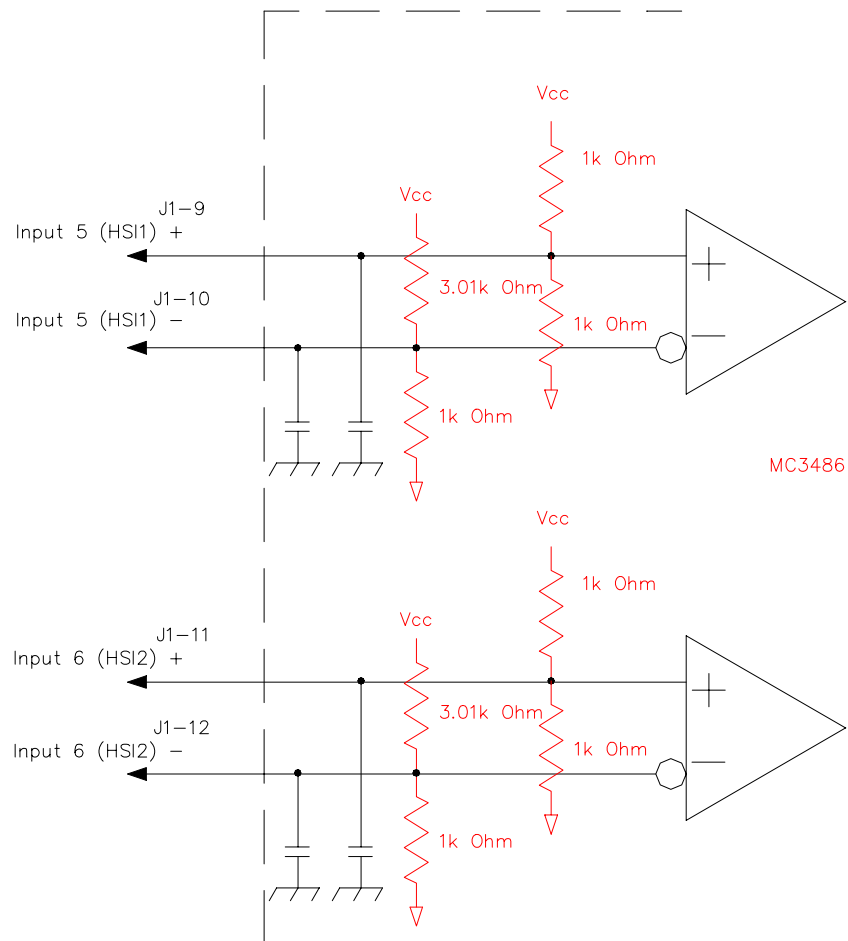 Vcc
1k Ohm
Vcc
J1-9
Input 5 (HSI1) +
3.01k Ohm
J1-10
Input 5 (HSI1) -
1k Ohm
1k Ohm
MC3486
Vcc
1k Ohm
Vcc
J1-11
Input 6 (HSI2) +
3.01k Ohm
J1-12
Input 6 (HSI2) -
1k Ohm
1k Ohm